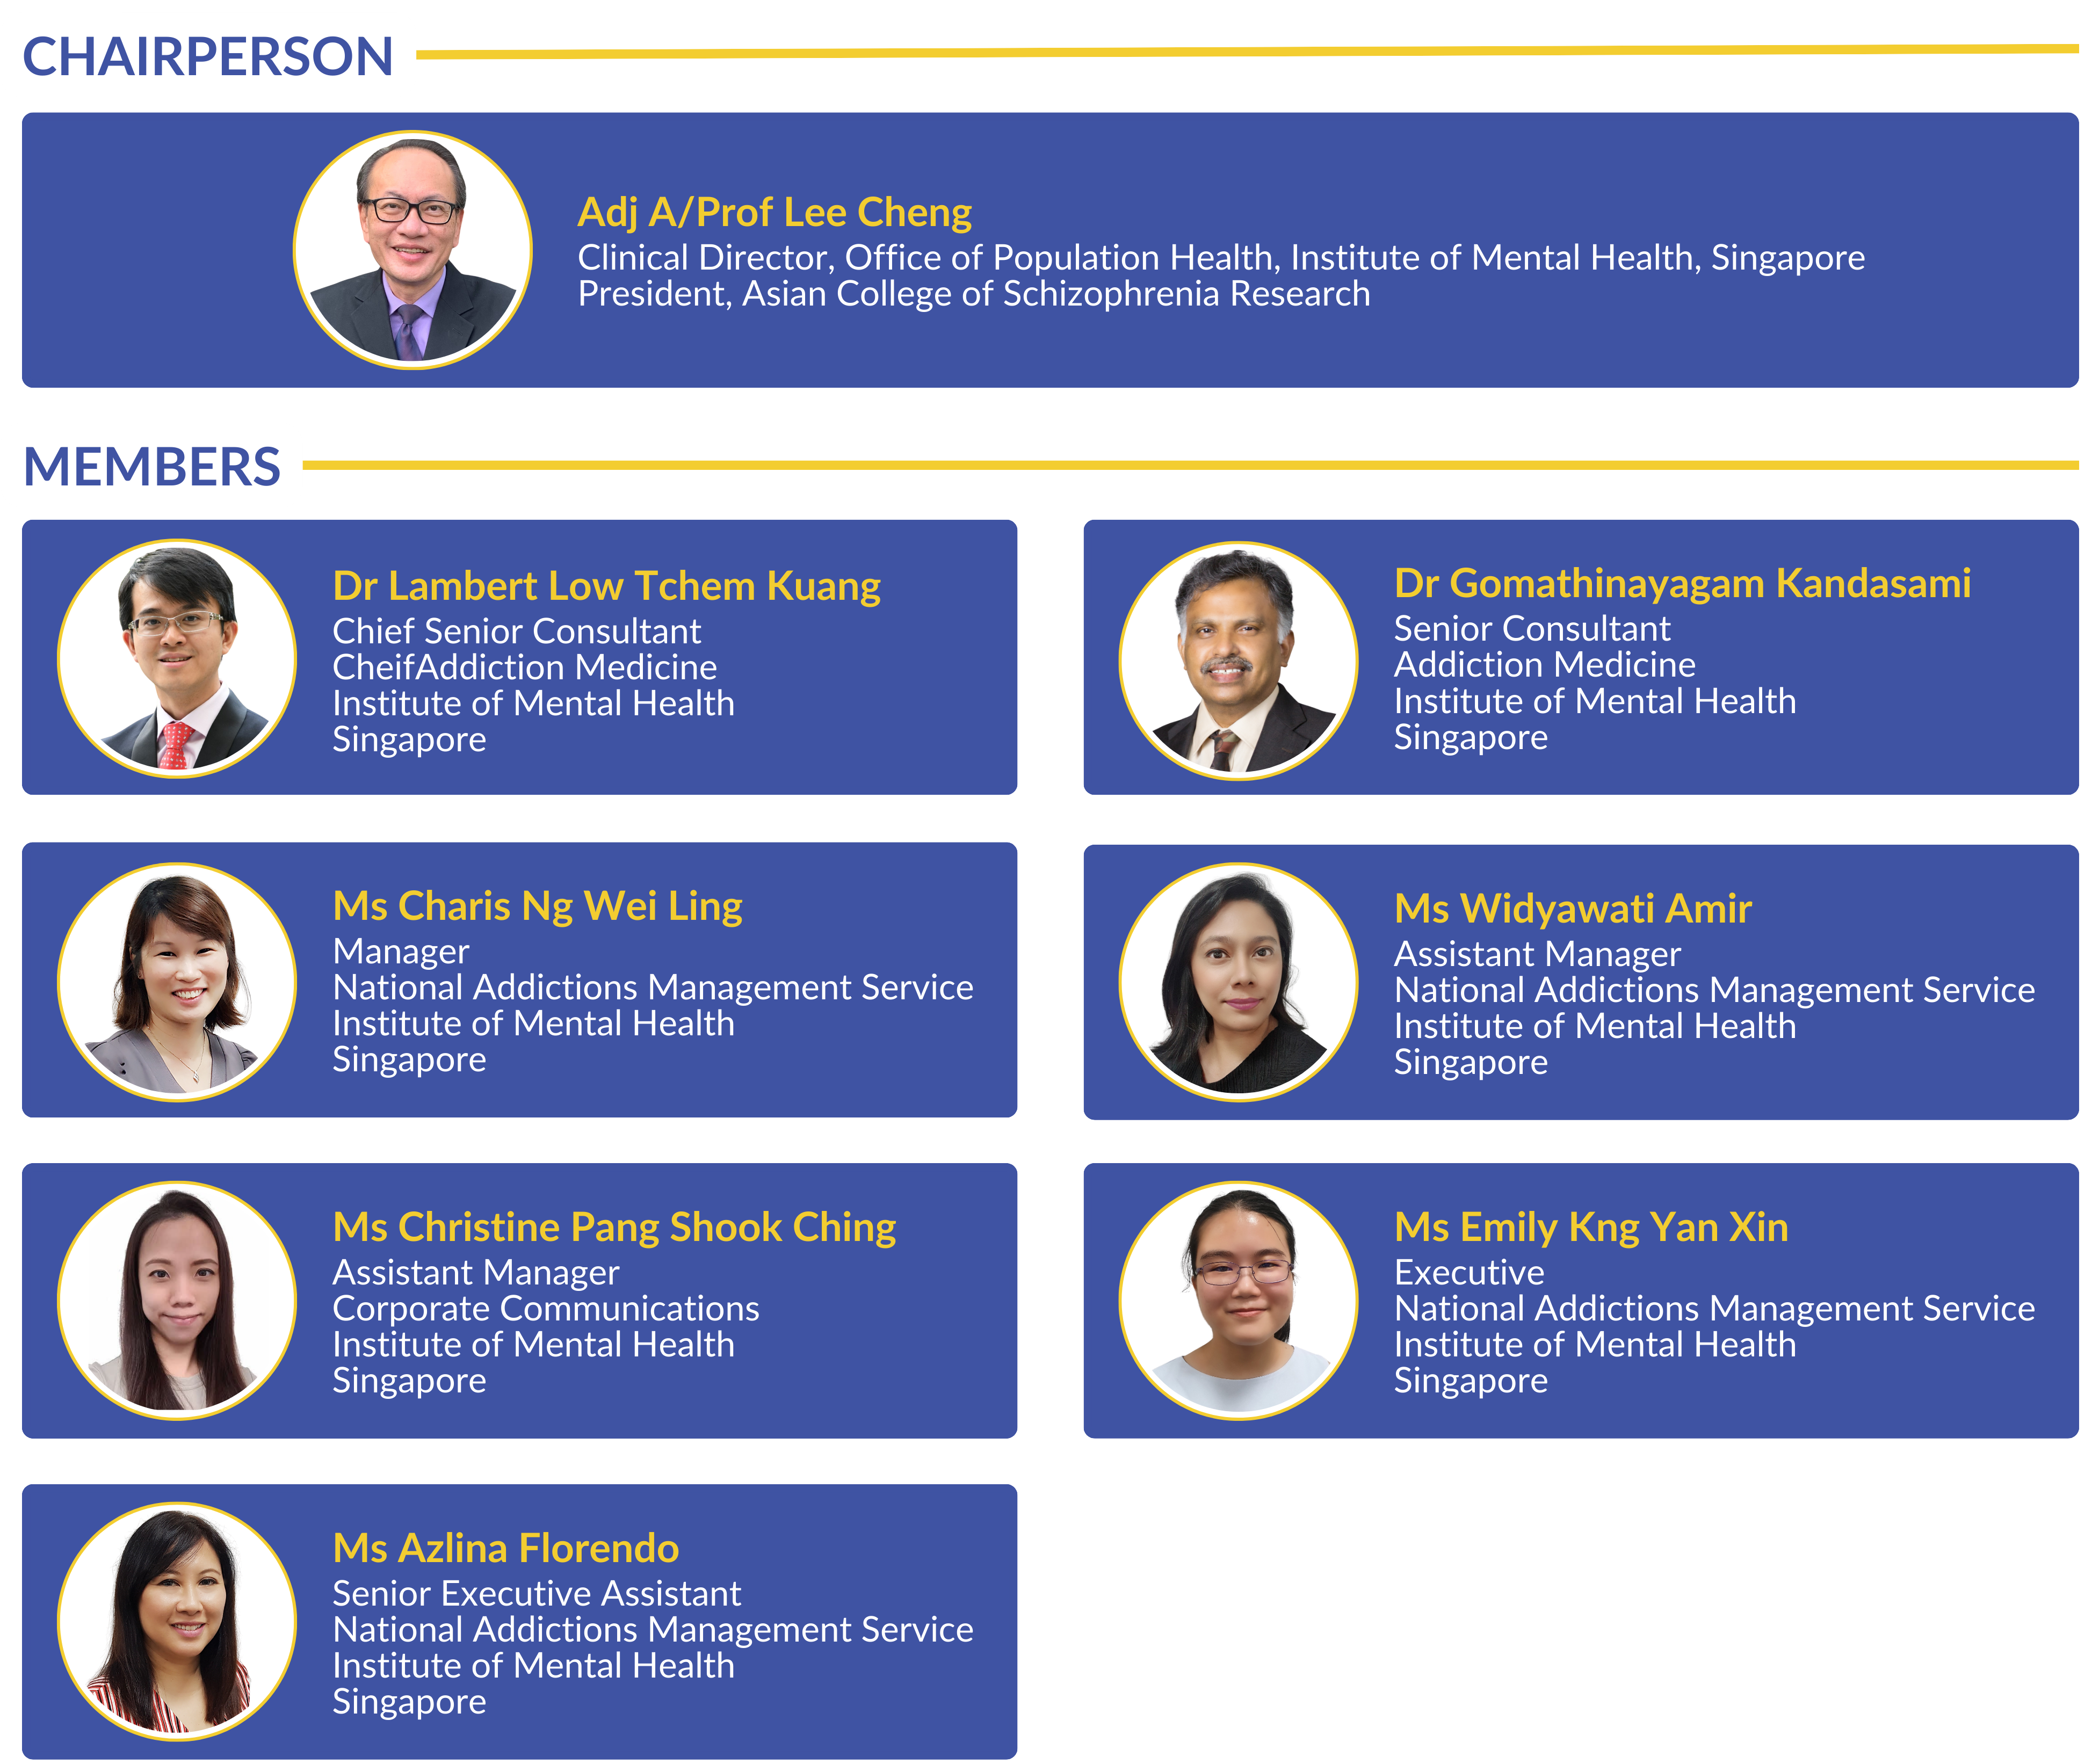 CHAIRPERSON
Adj A/Prof Lee Cheng
Clinical Director, Office of Population Health, Institute of Mental Health, Singapore
President, Asian College of Schizophrenia Research
MEMBERS
Dr Lambert Low Tchem Kuang
Chief Senior Consultant
CheifAddiction Medicine
Institute of Mental Health
Singapore
Dr Gomathinayagam Kandasami
Senior Consultant
Addiction Medicine
Institute of Mental Health
Singapore
Ms Charis Ng Wei Ling
Manager
National Addictions Management Service
Institute of Mental Health
Singapore
Ms Widyawati Amir
Assistant Manager
National Addictions Management Service
Institute of Mental Health
Singapore
Ms Christine Pang Shook Ching
Assistant Manager
Corporate Communications
Institute of Mental Health
Singapore
Ms Emily Kng Yan Xin
Executive
National Addictions Management Service
Institute of Mental Health
Singapore
Ms Azlina Florendo
Senior Executive Assistant
National Addictions Management Service
Institute of Mental Health
Singapore